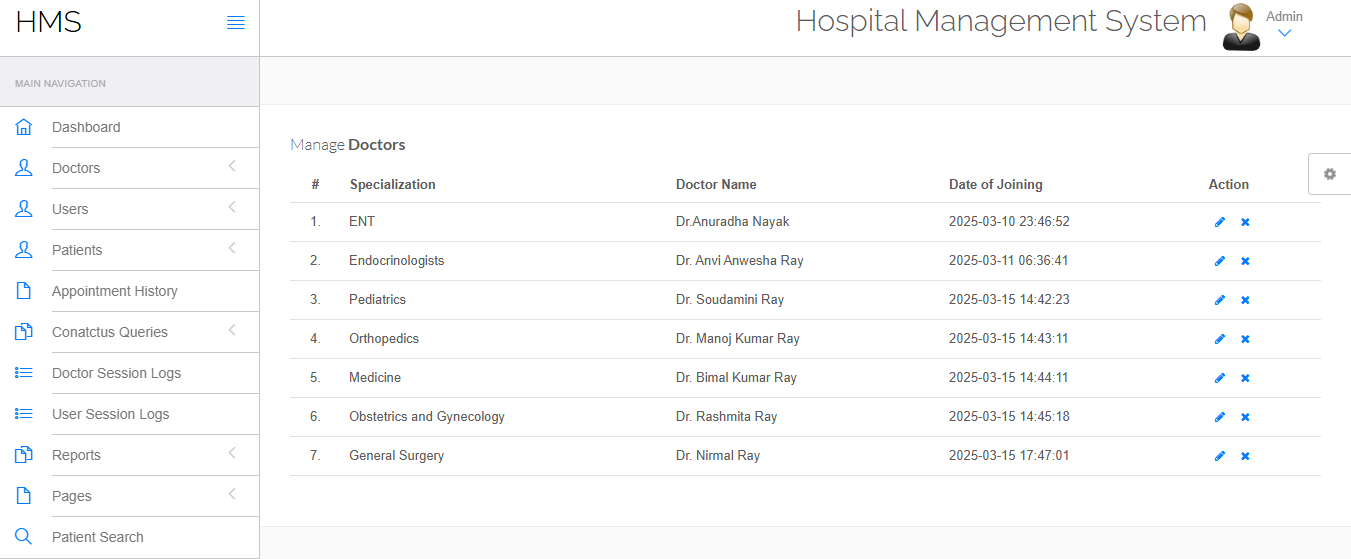 HMS
Hospital Management System
Admin
MAIN NAVIGATION
Dashboard
Doctors
Users
Patients
Appointment History
Conatctus Queries
Doctor Session Logs
User Session Logs
Reports
Pages
Patient Search
Manage Doctors
# Specialization Doctor Name Date of Joining Action
1. ENT Dr.Anuradha Nayak 2025-03-10 23:46:52
2. Endocrinologists Dr. Anvi Anwesha Ray 2025-03-11 06:36:41
3. Pediatrics Dr. Soudamini Ray 2025-03-15 14:42:23
4. Orthopedics Dr. Manoj Kumar Ray 2025-03-15 14:43:11
5. Medicine Dr. Bimal Kumar Ray 2025-03-15 14:44:11
6. Obstetrics and Gynecology Dr. Rashmita Ray 2025-03-15 14:45:18
7. General Surgery Dr. Nirmal Ray 2025-03-15 17:47:01